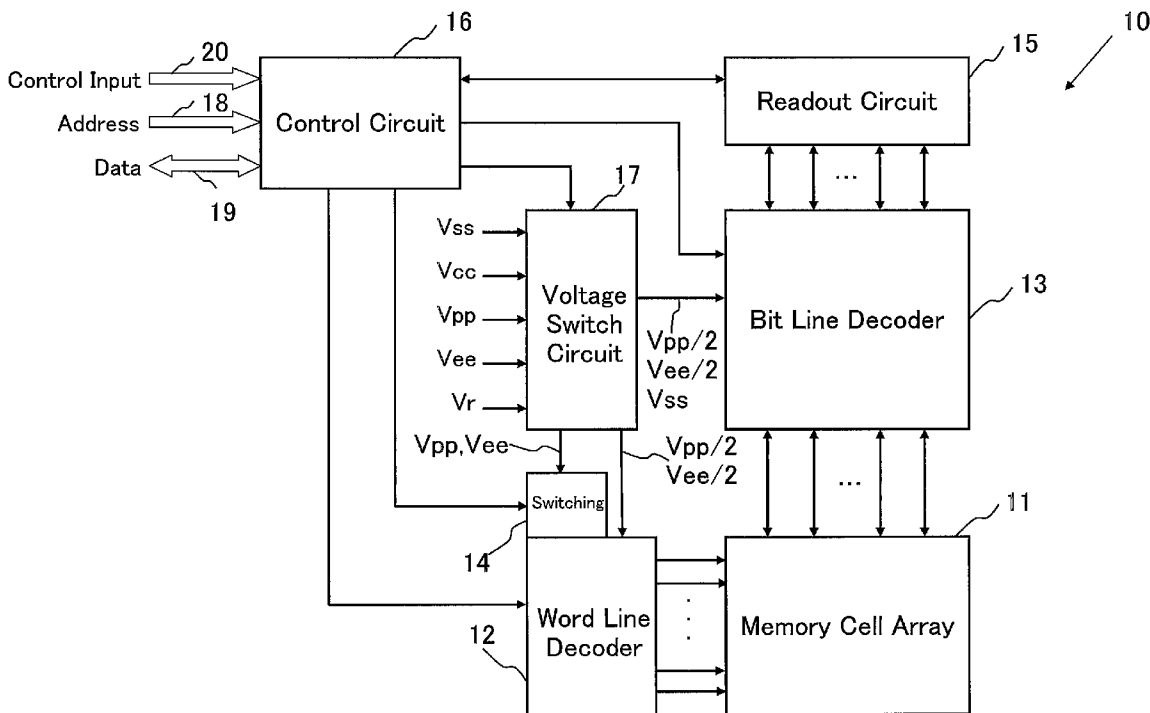 16
10
20
15
Control Input
18
Readout Circuit
Address
Control Circuit
Data
19
...
17
Vss
Vcc
13
Voltage
Switch
Circuit
Bit Line Decoder
Vpp
Vpp/2
Vee
Vee/2
Vss
Vr
Vpp,Vee
Vpp/2
Vee/2
...
Switching
11
14
Word Line
Decoder
Memory Cell Array
12